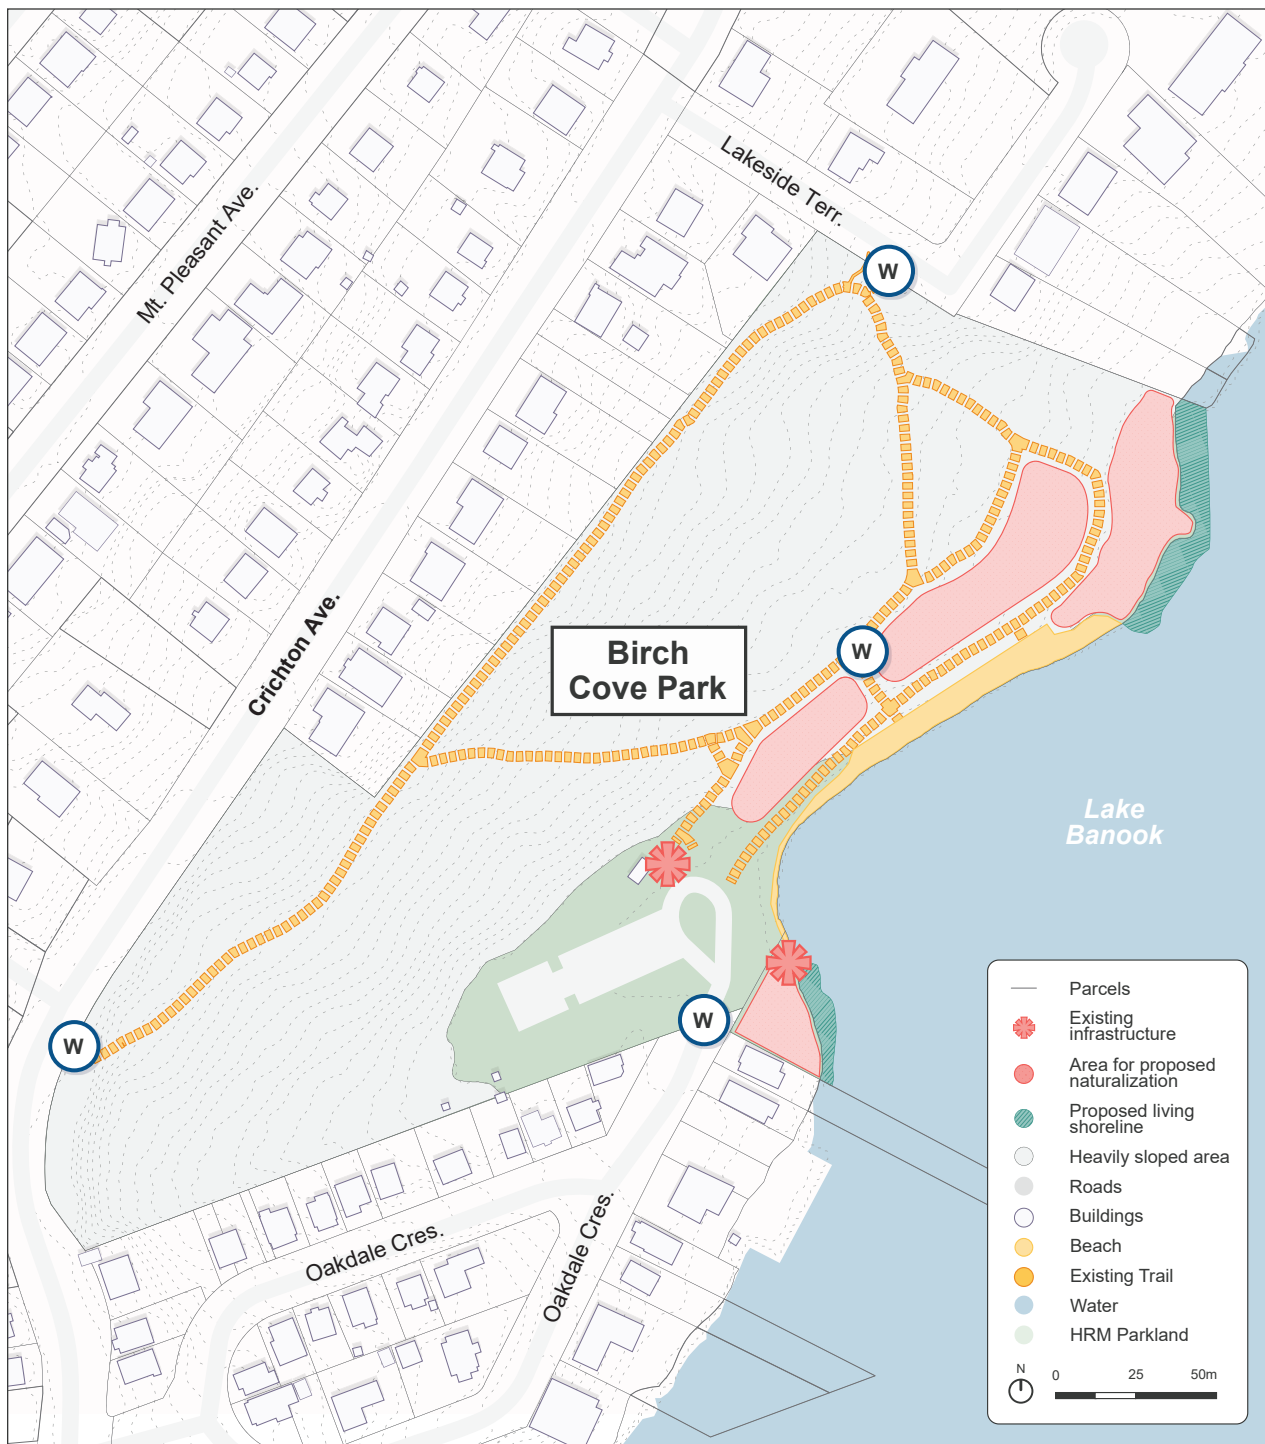 Lakeside Terr.
W
Mt. Pleasant Ave.
Crichton Ave.
Birch
Cove Park
W
Lake
Banook
W
W
Oakdale Cres.
Oakdale Cres.
Parcels
Existing
infrastructure
Area for proposed
naturalization
Proposed living
shoreline
Heavily sloped area
Roads
Buildings
Beach
Existing Trail
Water
HRM Parkland
N
0 25 50m